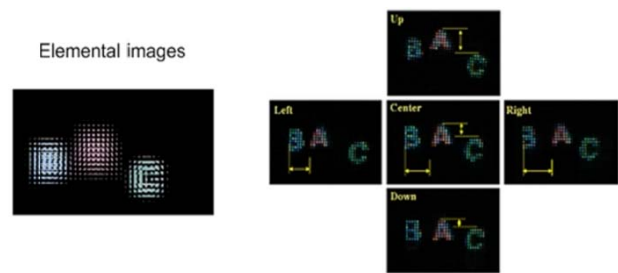 Elemental images
Up
B A C
Left
B A C
Center
B A C
Right
B A C
Down
B A C